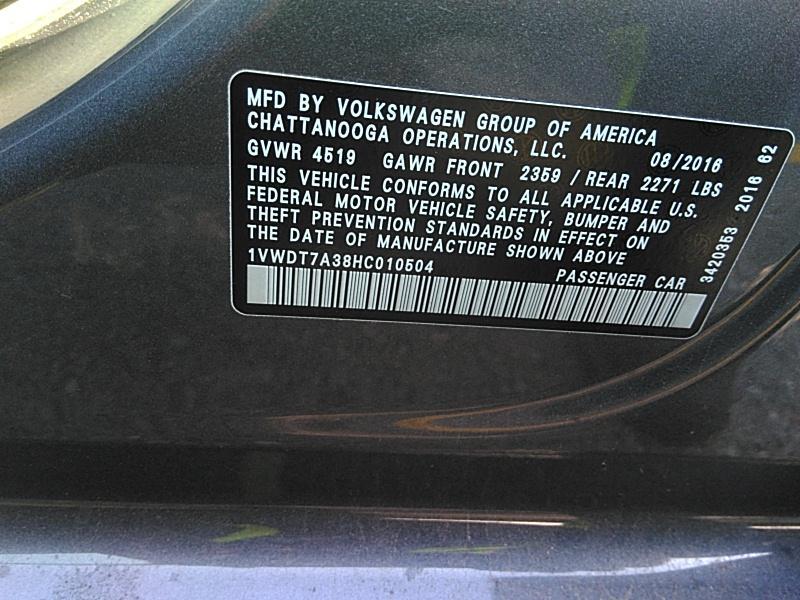 MFD BY VOLKSWAGEN GROUP OF AMERICA
CHATTANOOGA OPERATIONS, LLC. 08/2016
GVWR 4519 GAWR FRONT 2359 / REAR 2271 LBS
THIS VEHICLE CONFORMS TO ALL APPLICABLE U.S.
FEDERAL MOTOR VEHICLE SAFETY, BUMPER AND
THEFT PREVENTION STANDARDS IN EFFECT ON
THE DATE OF MANUFACTURE SHOWN ABOVE
1VWDT7A38HC010504 PASSENGER CAR
3420353 2016 62